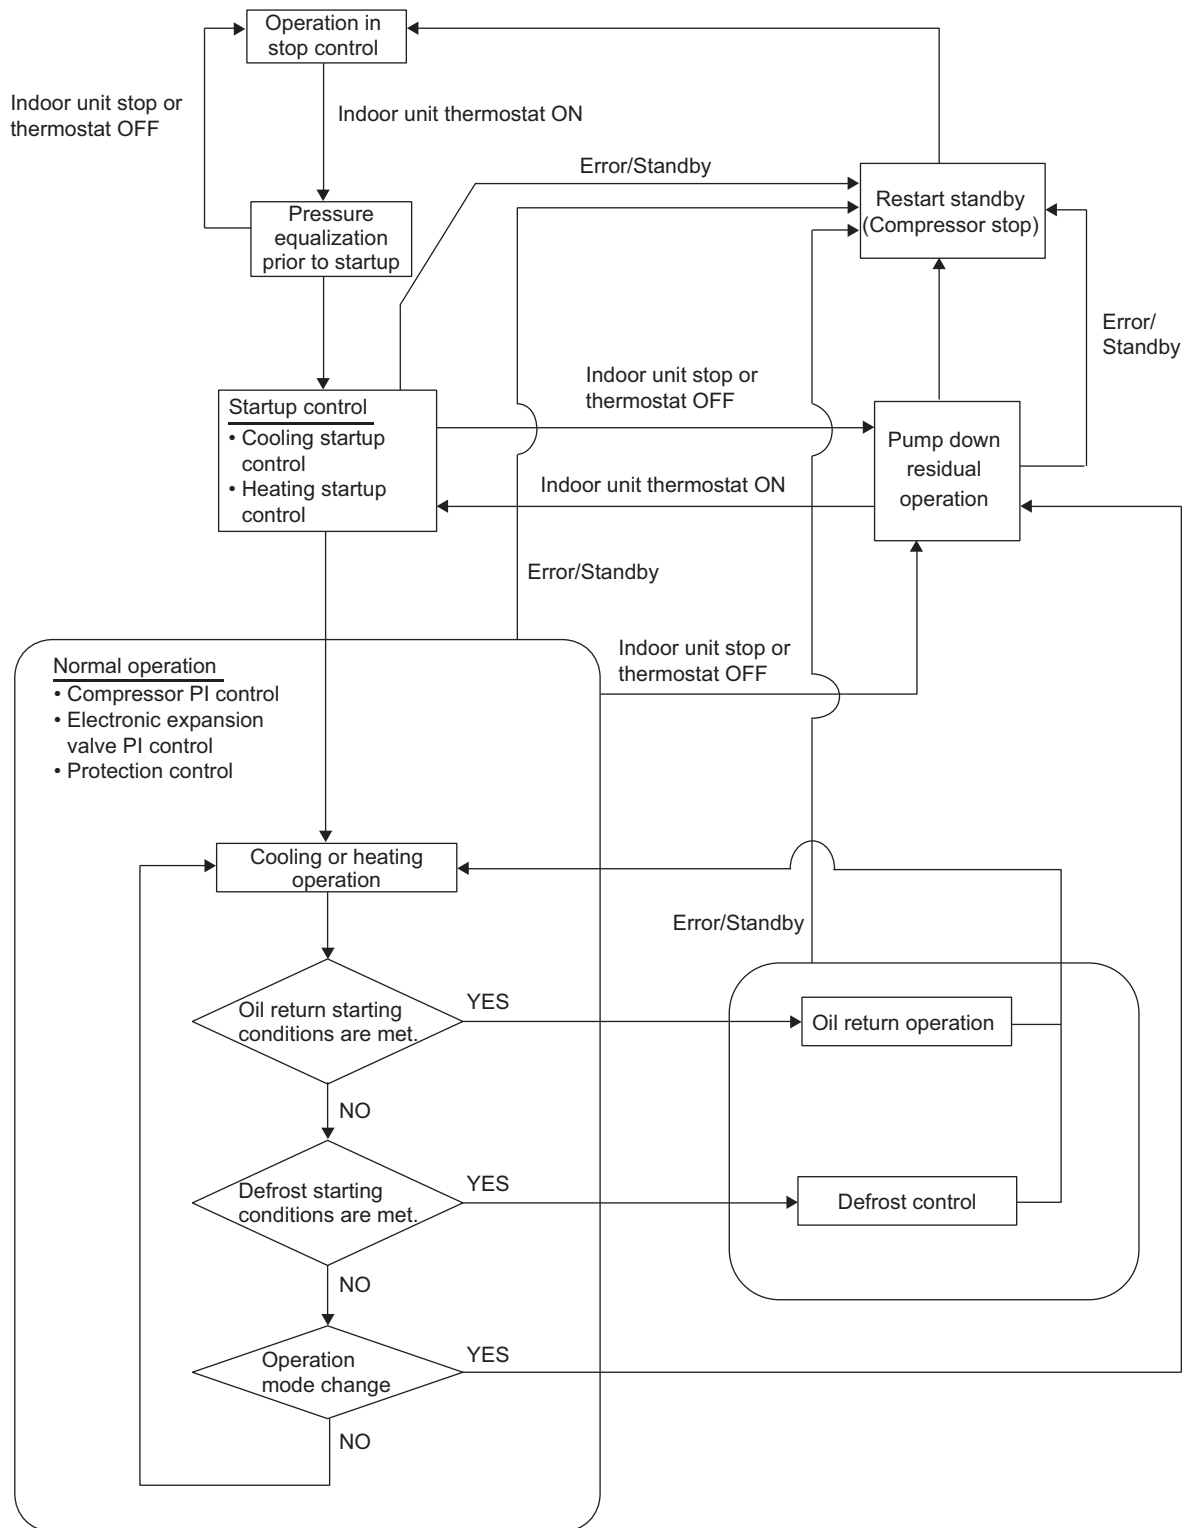 Operation in
stop control
Indoor unit stop or
thermostat OFF
Indoor unit thermostat ON
Error/Standby
Restart standby
(Compressor stop)
Pressure
equalization
prior to startup
Error/
Standby
Indoor unit stop or
thermostat OFF
Startup control
• Cooling startup
control
• Heating startup
control
Pump down
residual
operation
Indoor unit thermostat ON
Error/Standby
Indoor unit stop or
thermostat OFF
Normal operation
• Compressor PI control
• Electronic expansion
valve PI control
• Protection control
Cooling or heating
operation
Error/Standby
Oil return starting
conditions are met.
YES
Oil return operation
NO
Defrost starting
conditions are met.
YES
Defrost control
NO
Operation
mode change
YES
NO